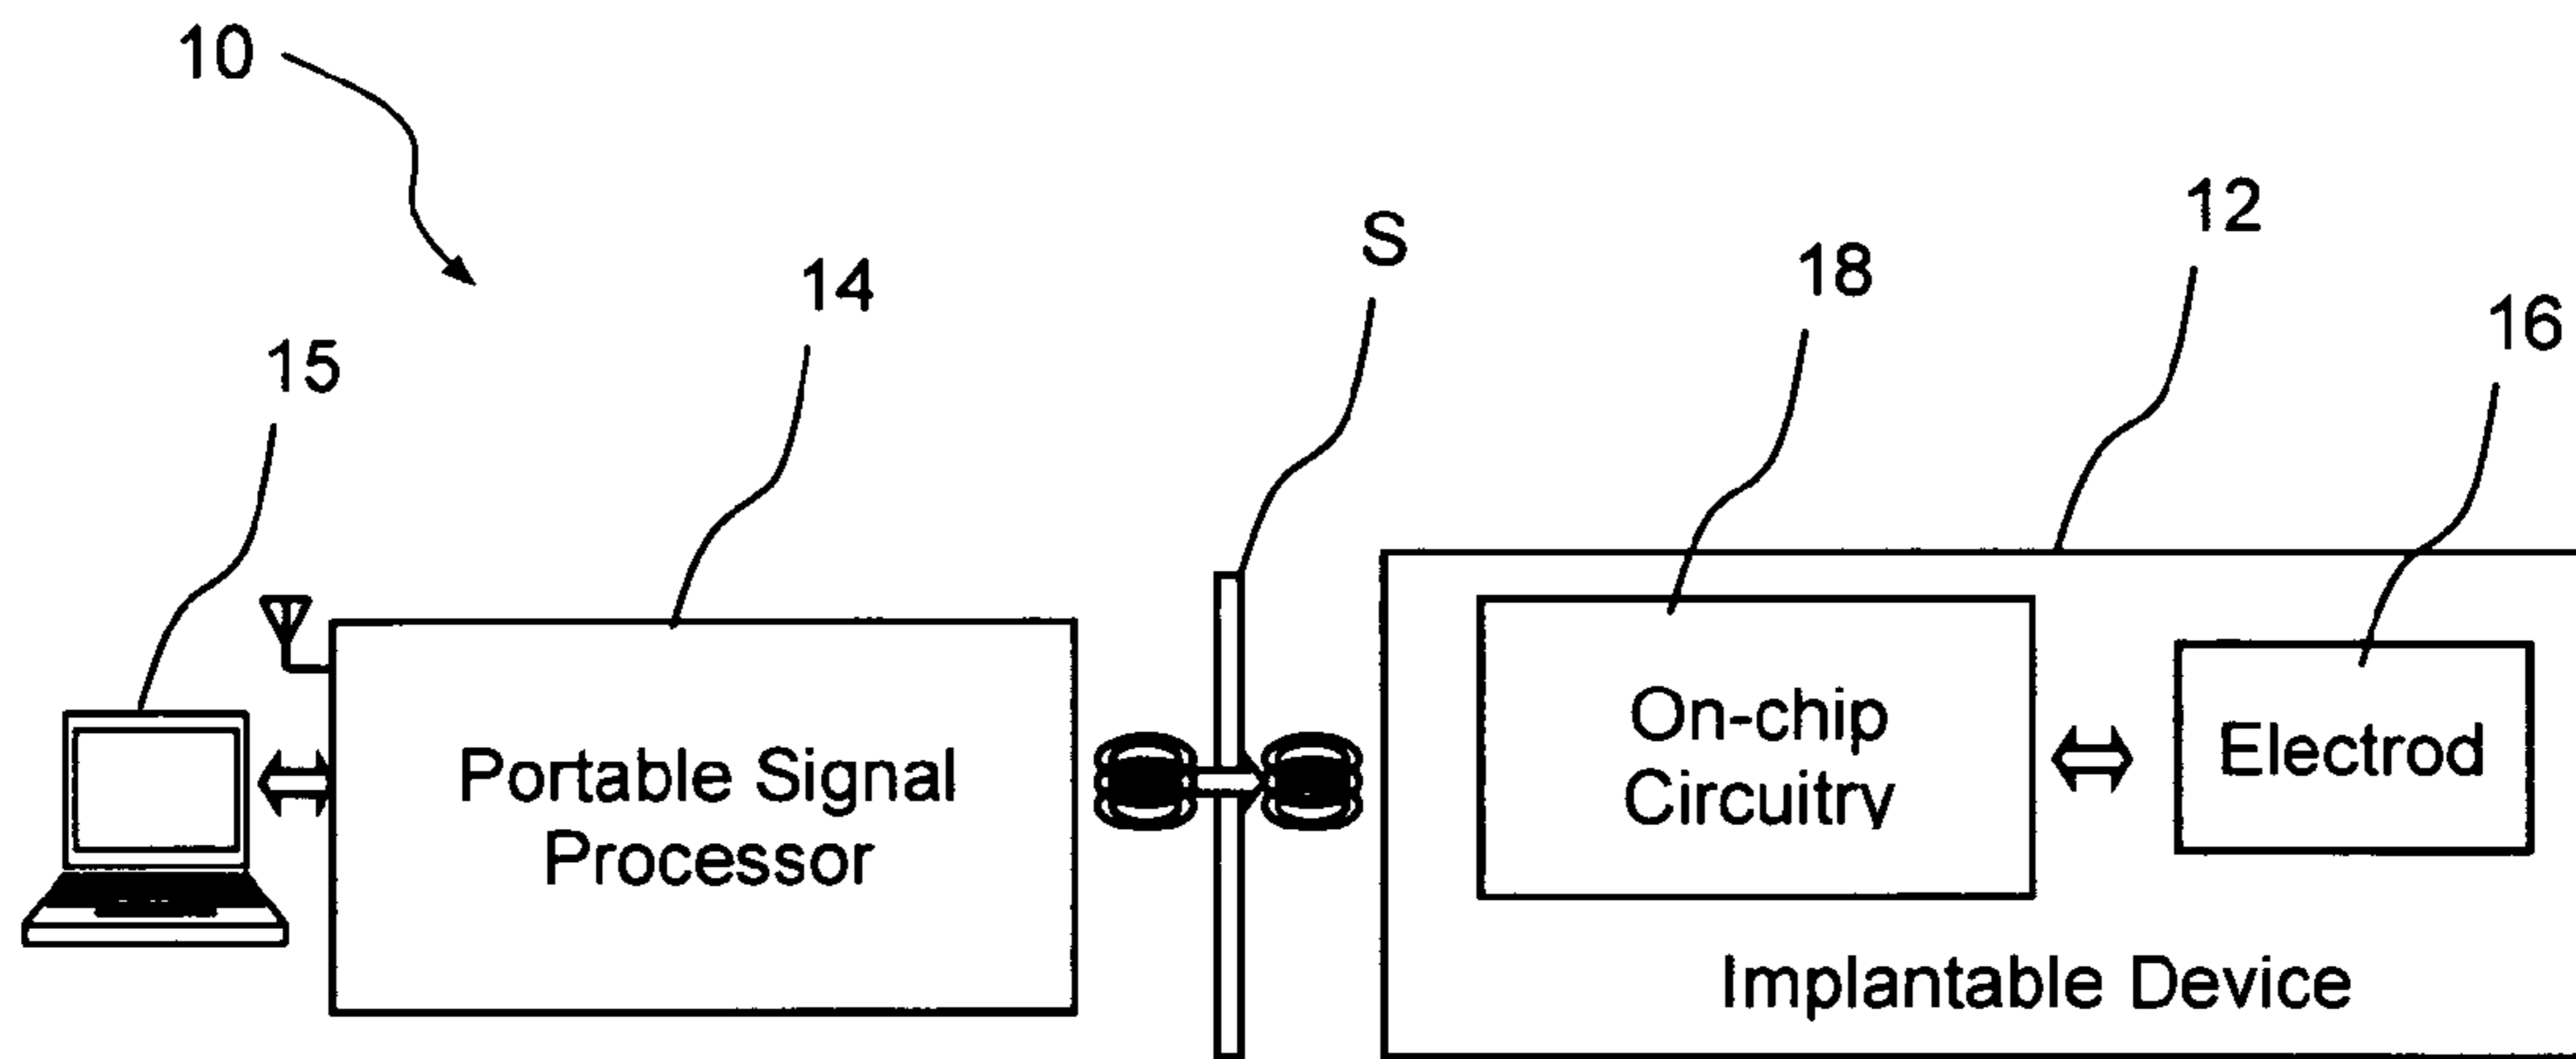 10
12
S
18
14
16
15
On-chip
Circuitry
Electrod
Portable Signal
Processor
Implantable Device